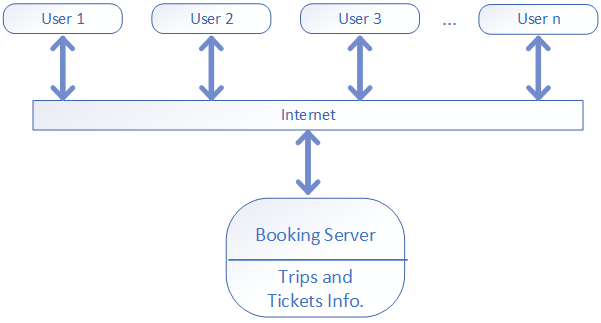 User 1
User 2
User 3
...
User n
Internet
Booking Server
Trips and
Tickets Info.